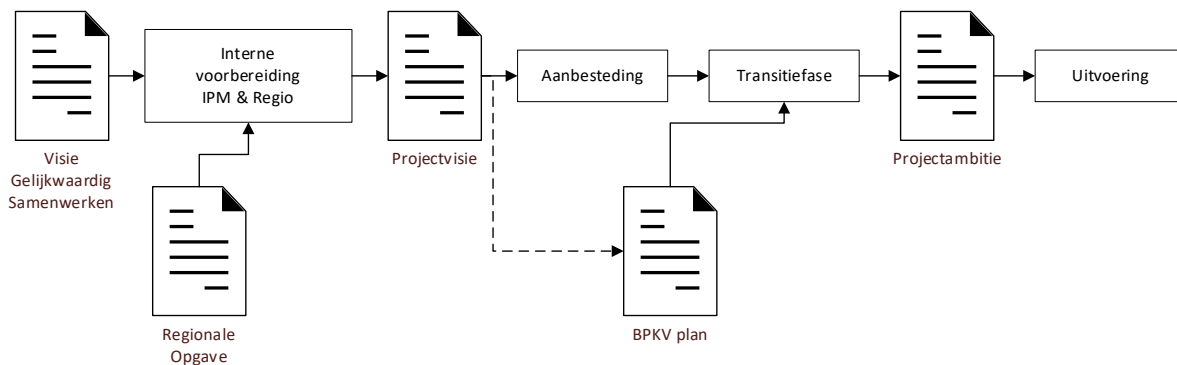 Interne
voorbereiding
IPM & Regio
Aanbesteding
Transitiefase
Uitvoering
Visie
Gelijkwaardig
Samenwerken
Projectvisie
Projectambitie
Regionale
Opgave
BPKV plan